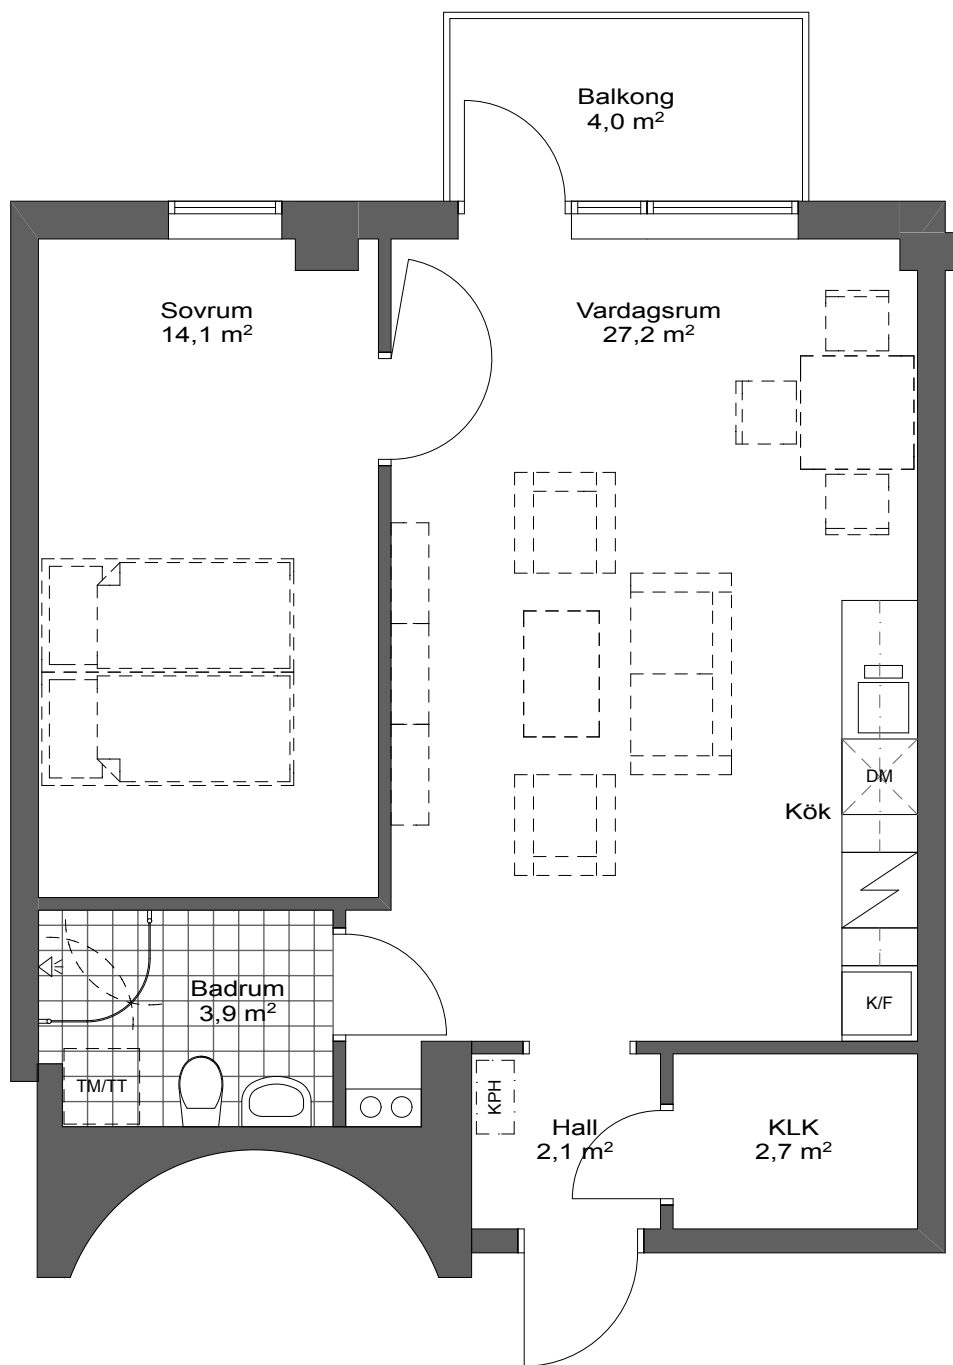 Balkong
4,0 m²
Sovrum
14,1 m²
Vardagsrum
27,2 m²
DM
Kök
K/F
Badrum
3,9 m²
TM/TT
KPH
Hall
2,1 m²
KLK
2,7 m²